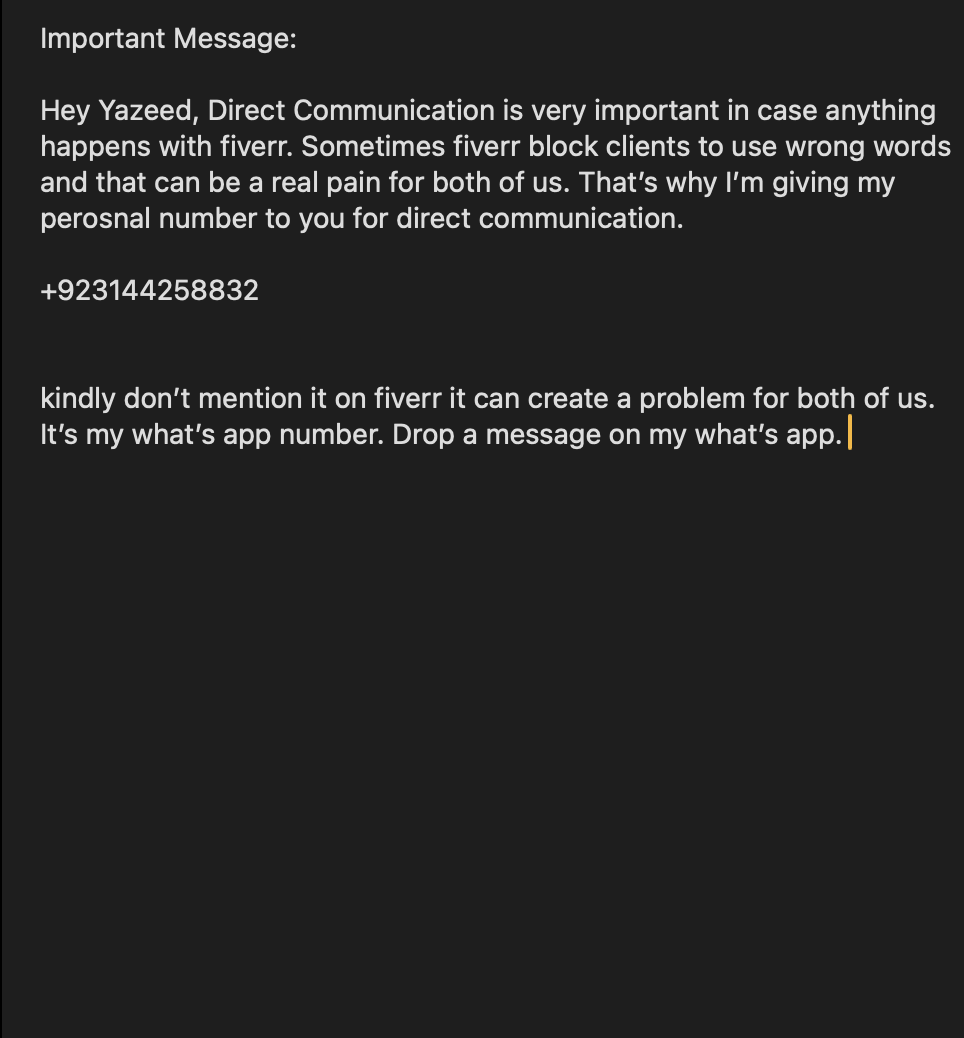 Important Message:
Hey Yazeed, Direct Communication is very important in case anything
happens with fiverr. Sometimes fiverr block clients to use wrong words
and that can be a real pain for both of us. That’s why I’m giving my
perosnal number to you for direct communication.
+923144258832
kindly don’t mention it on fiverr it can create a problem for both of us.
It’s my what’s app number. Drop a message on my what’s app.